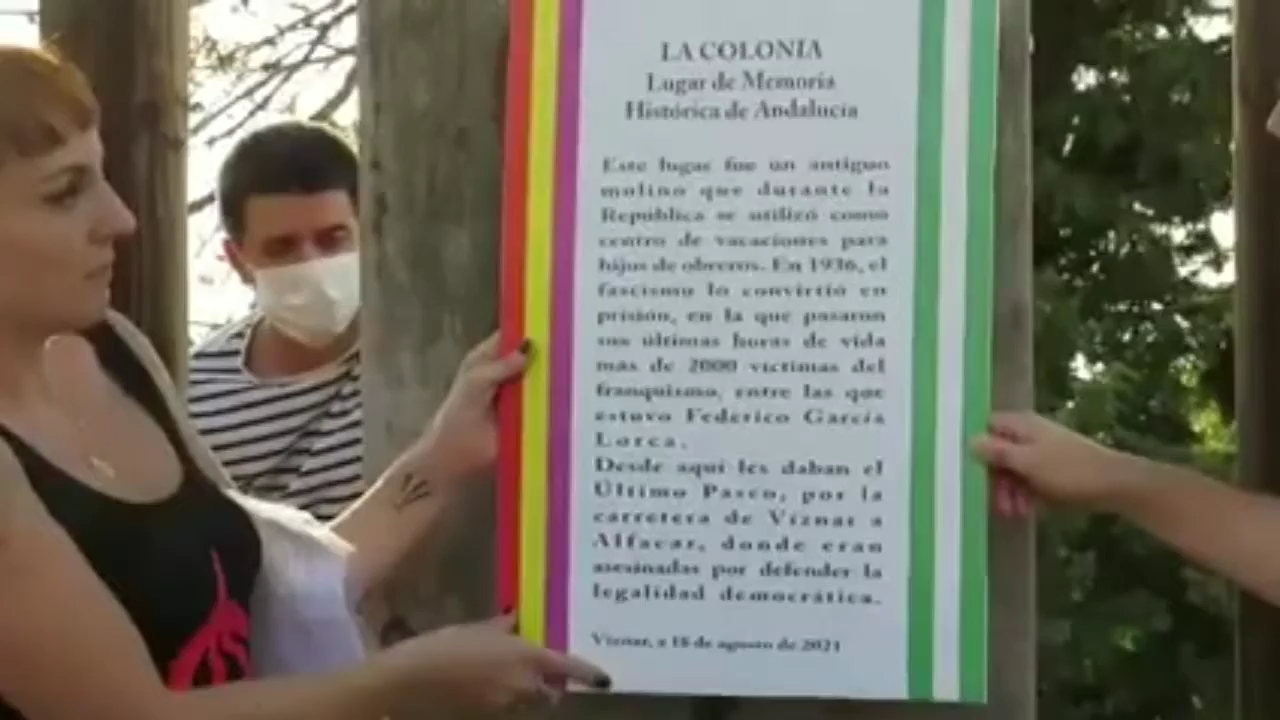 LA COLONIA
Lugar de Memoria
Histórica de Andalucía
Este lugar fue un antiguo
molino que durante la
República se utilizó como
centro de vacaciones para
hijos de obreros. En 1936, el
fascismo lo convirtió en
prisión, en la que pasaron
sus últimas horas de vida
más de 2000 víctimas del
franquismo, entre las que
estuvo Federico García
Lorca.
Desde aquí les daban el
Último Paseo, por la
carretera de Víznar a
Alfacar, donde eran
asesinadas por defender la
legalidad democrática.
Víznar, a 18 de agosto de 2021